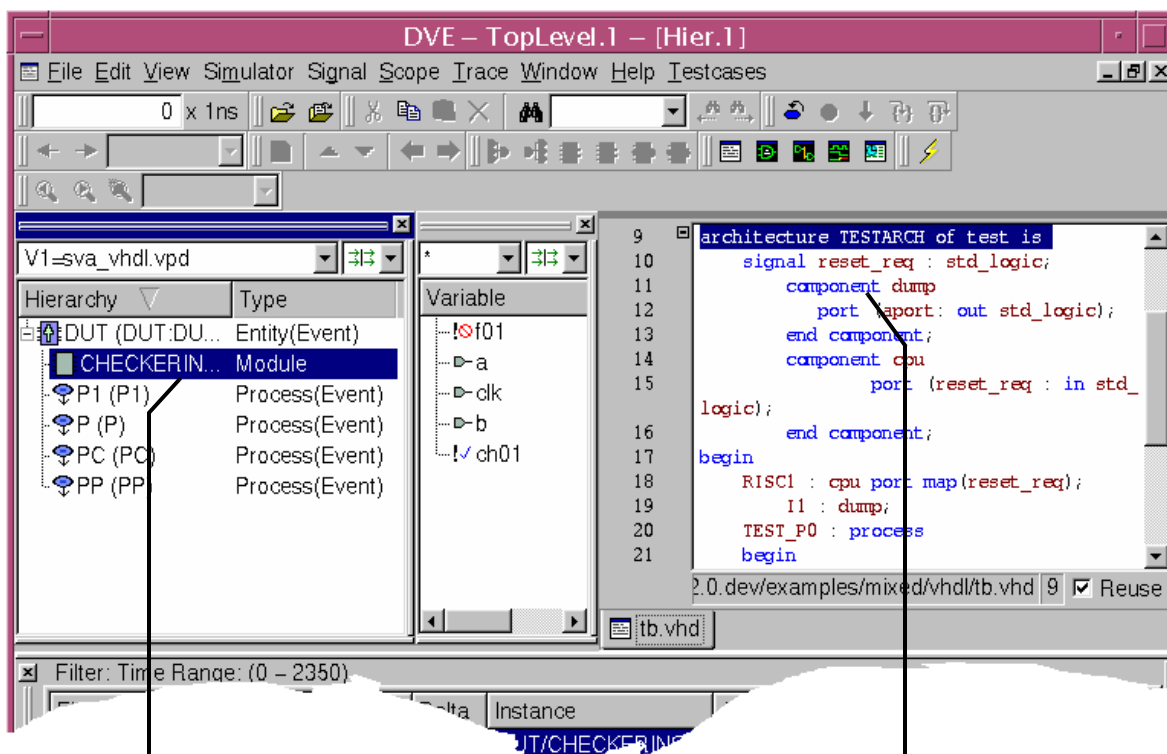 DVE – TopLevel.1 – [Hier.1]
File Edit View Simulator Signal Scope Trace Window Help Testcases
0 x 1ns
V1=sva_vhdl.vpd
Hierarchy Type
DUT (DUT:DU... Entity(Event)
CHECKERIN... Module
P1 (P1) Process(Event)
P (P) Process(Event)
PC (PC) Process(Event)
PP (PP) Process(Event)
*
Variable
f01
a
clk
b
ch01
9 architecture TESTARCH of test is
10 signal reset_req : std_logic;
11 component dump
12 port (aport: out std_logic);
13 end component;
14 component cpu
15 port (reset_req : in std_
logic);
16 end component;
17 begin
18 RISC1 : cpu port map(reset_req);
19 I1 : dump;
20 TEST_P0 : process
21 begin
2.0.dev/examples/mixed/vhdl/tb.vhd 9 Reuse
tb.vhd
Filter: Time Range: (0 – 2350)
Delta Instance
UT/CHECKERINS